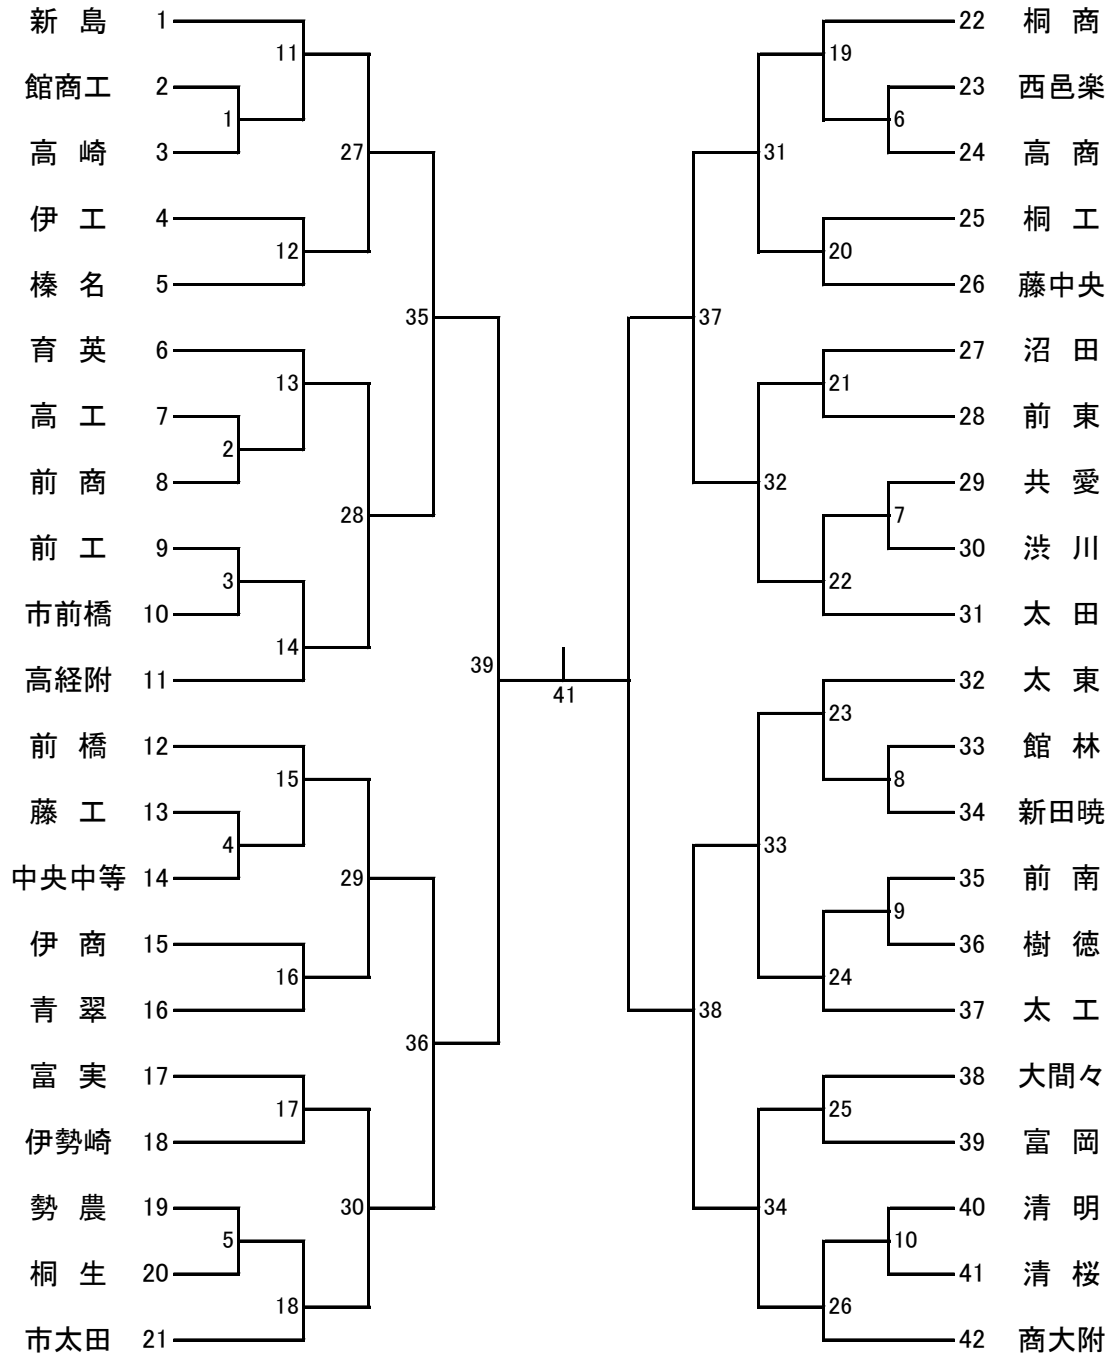 新島 1
館商工 2
高崎 3
伊工 4
榛名 5
育英 6
高工 7
前商 8
前工 9
市前橋 10
高経附 11
前橋 12
藤工 13
中央中等 14
伊商 15
青翠 16
富実 17
伊勢崎 18
勢農 19
桐生 20
市太田 21
1
2
3
4
5
11
12
13
14
15
16
17
18
27
28
29
30
35
36
39
41
37
38
31
32
33
34
19
20
21
22
23
24
25
26
6
7
8
9
10
22 桐商
23 西邑楽
24 高商
25 桐工
26 藤中央
27 沼田
28 前東
29 共愛
30 渋川
31 太田
32 太東
33 館林
34 新田暁
35 前南
36 樹徳
37 太工
38 大間々
39 富岡
40 清明
41 清桜
42 商大附